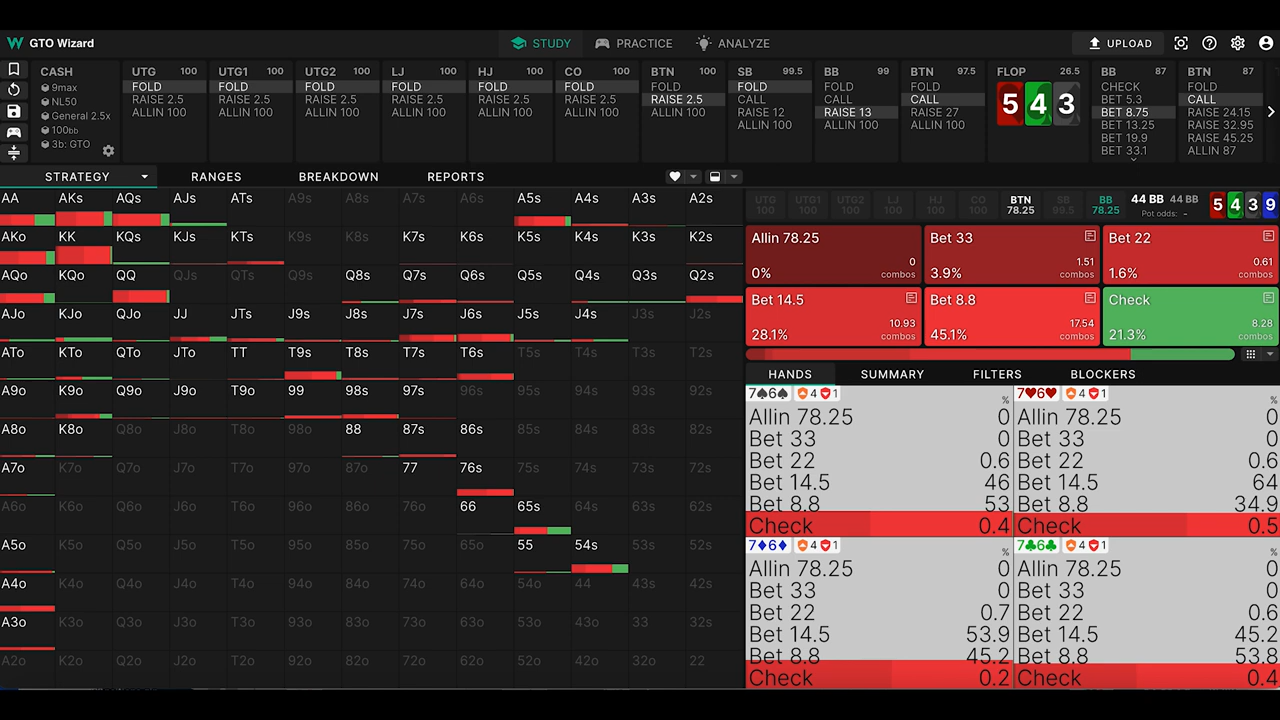 W GTO Wizard STUDY PRACTICE ANALYZE UPLOAD
CASH
9max
NL50
General 2.5x
100bb
3b: GTO
UTG 100
FOLD
RAISE 2.5
ALLIN 100
UTG1 100
FOLD
RAISE 2.5
ALLIN 100
UTG2 100
FOLD
RAISE 2.5
ALLIN 100
LJ 100
FOLD
RAISE 2.5
ALLIN 100
HJ 100
FOLD
RAISE 2.5
ALLIN 100
CO 100
FOLD
RAISE 2.5
ALLIN 100
BTN 100
FOLD
RAISE 2.5
ALLIN 100
SB 99.5
FOLD
CALL
RAISE 12
ALLIN 100
BB 99
FOLD
CALL
RAISE 13
ALLIN 100
BTN 97.5
FOLD
CALL
RAISE 27
ALLIN 100
FLOP 26.5
5 4 3
BB 87
CHECK
BET 5.3
BET 8.75
BET 13.25
BET 19.9
BET 33.1
BTN 87
FOLD
CALL
RAISE 24.15
RAISE 32.95
RAISE 45.25
ALLIN 87
STRATEGY RANGES BREAKDOWN REPORTS
AA AKs AQs AJs ATs A9s A8s A7s A6s A5s A4s A3s A2s
AKo KK KQs KJs KTs K9s K8s K7s K6s K5s K4s K3s K2s
AQo KQo QQ QJs QTs Q9s Q8s Q7s Q6s Q5s Q4s Q3s Q2s
AJo KJo QJo JJ JTs J9s J8s J7s J6s J5s J4s J3s J2s
ATo KTo QTo JTo TT T9s T8s T7s T6s T5s T4s T3s T2s
A9o K9o Q9o J9o T9o 99 98s 97s 96s 95s 94s 93s 92s
A8o K8o Q8o J8o T8o 98o 88 87s 86s 85s 84s 83s 82s
A7o K7o Q7o J7o T7o 97o 87o 77 76s 75s 74s 73s 72s
A6o K6o Q6o J6o T6o 96o 86o 76o 66 65s 64s 63s 62s
A5o K5o Q5o J5o T5o 95o 85o 75o 65o 55 54s 53s 52s
A4o K4o Q4o J4o T4o 94o 84o 74o 64o 54o 44 43s 42s
A3o K3o Q3o J3o T3o 93o 83o 73o 63o 53o 43o 33 32s
A2o K2o Q2o J2o T2o 92o 82o 72o 62o 52o 42o 32o 22
UTG 100
UTG1 100
UTG2 100
LJ 100
HJ 100
CO 100
BTN 78.25
SB 99.5
BB 78.25
44 BB 44 BB
Pot odds: -
5 4 3 9
Allin 78.25
0% 0 combos
Bet 33
3.9% 1.51 combos
Bet 22
1.6% 0.61 combos
Bet 14.5
28.1% 10.93 combos
Bet 8.8
45.1% 17.54 combos
Check
21.3% 8.28 combos
HANDS SUMMARY FILTERS BLOCKERS
7♠6♠ 4 1 %
Allin 78.25 0
Bet 33 0
Bet 22 0.6
Bet 14.5 46
Bet 8.8 53
Check 0.4
7♥6♥ 4 1 %
Allin 78.25 0
Bet 33 0
Bet 22 0.6
Bet 14.5 64
Bet 8.8 34.9
Check 0.5
7♦6♦ 4 1 %
Allin 78.25 0
Bet 33 0
Bet 22 0.7
Bet 14.5 53.9
Bet 8.8 45.2
Check 0.2
7♣6♣ 4 1 %
Allin 78.25 0
Bet 33 0
Bet 22 0.6
Bet 14.5 45.2
Bet 8.8 53.8
Check 0.4